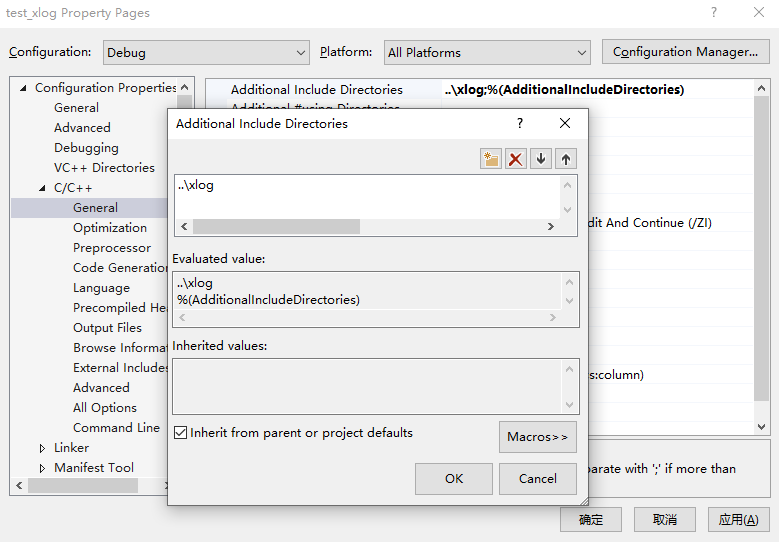 test_xlog Property Pages
?
Configuration: Debug Platform: All Platforms Configuration Manager...
Configuration Properties
General
Advanced
Debugging
VC++ Directories
C/C++
General
Optimization
Preprocessor
Code Generation
Language
Precompiled Hea
Output Files
Browse Informat
External Includes
Advanced
All Options
Command Line
Linker
Manifest Tool
Additional Include Directories ..\xlog;%(AdditionalIncludeDirectories)
Additional #using Directories
dit And Continue (/ZI)
s:column)
parate with ';' if more than
Additional Include Directories ?
..\xlog
Evaluated value:
..\xlog
%(AdditionalIncludeDirectories)
Inherited values:
Inherit from parent or project defaults
Macros>>
OK Cancel
确定 取消 应用(A)